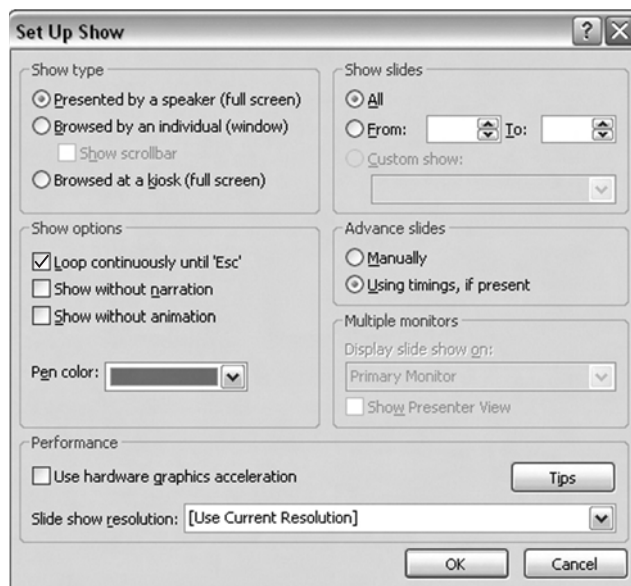 Set Up Show
Show type
Presented by a speaker (full screen)
Browsed by an individual (window)
Show scrollbar
Browsed at a kiosk (full screen)
Show slides
All
From: To:
Custom show:
Show options
Loop continuously until 'Esc'
Show without narration
Show without animation
Pen color:
Advance slides
Manually
Using timings, if present
Multiple monitors
Display slide show on:
Primary Monitor
Show Presenter View
Performance
Use hardware graphics acceleration
Tips
Slide show resolution: [Use Current Resolution]
OK Cancel